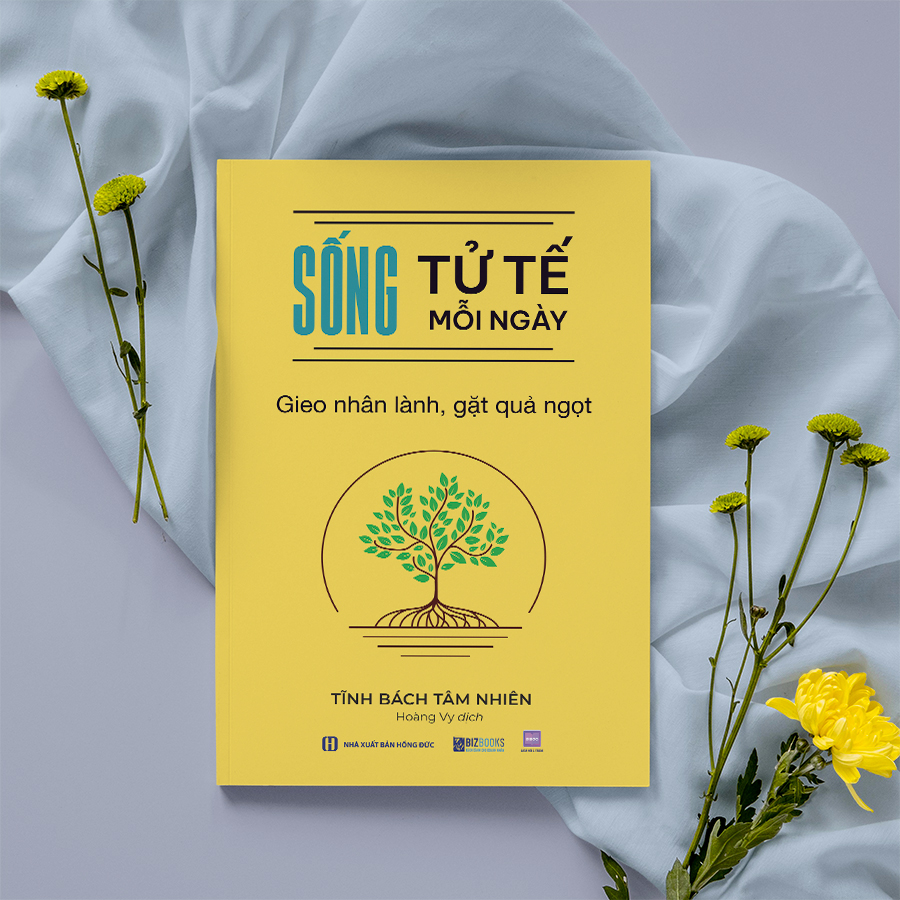 SỐNG TỬ TẾ
MỖI NGÀY
Gieo nhân lành, gặt quả ngọt
TĨNH BÁCH TÂM NHIÊN
Hoàng Vy dịch
NHÀ XUẤT BẢN HỒNG ĐỨC
BIZBOOKS